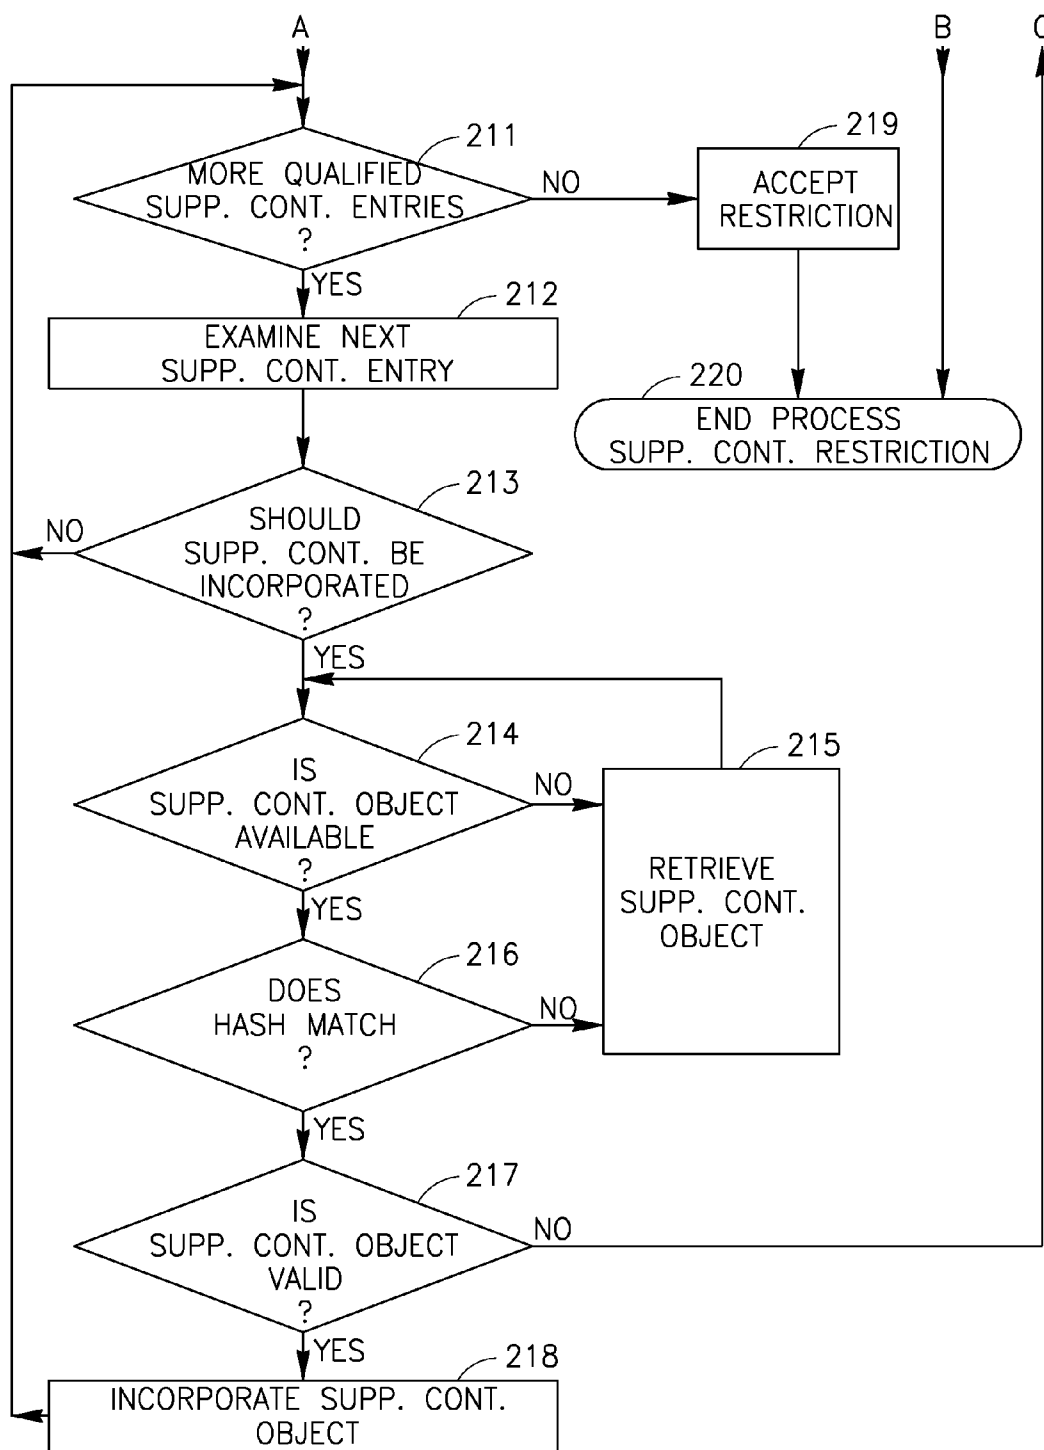 A
B
C
211
MORE QUALIFIED
SUPP. CONT. ENTRIES
?
NO
219
ACCEPT
RESTRICTION
YES
212
EXAMINE NEXT
SUPP. CONT. ENTRY
220
END PROCESS
SUPP. CONT. RESTRICTION
213
SHOULD
SUPP. CONT. BE
INCORPORATED
?
NO
YES
214
IS
SUPP. CONT. OBJECT
AVAILABLE
?
NO
215
RETRIEVE
SUPP. CONT.
OBJECT
YES
216
DOES
HASH MATCH
?
NO
YES
217
IS
SUPP. CONT. OBJECT
VALID
?
NO
YES
218
INCORPORATE SUPP. CONT.
OBJECT